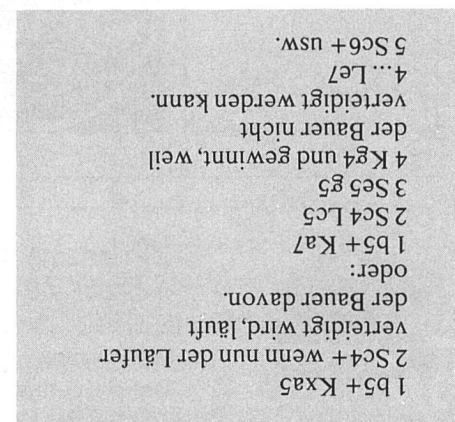 1 b5+ Kxa5
2 Sc4+ wenn nun der Läufer
verteidigt wird, läuft
der Bauer davon.
oder:
1 b5+ Ka7
2 Sc4 Lc5
3 Se5 g5
4 Kg4 und gewinnt, weil
der Bauer nicht
verteidigt werden kann.
4... Le7
5 Sc6+ usw.